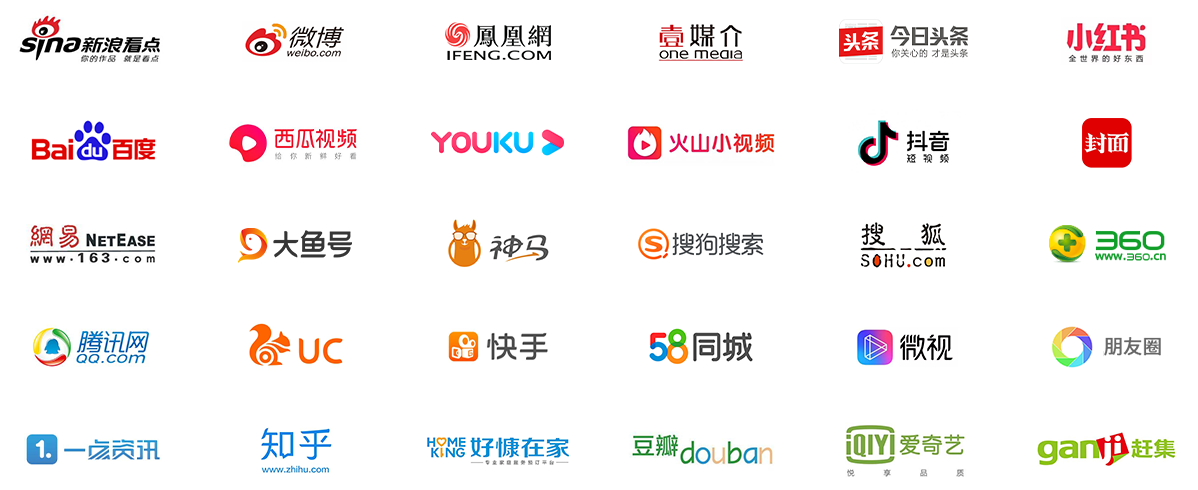 sina新浪看点
你的作品 就是看点
微博
weibo.com
鳳凰網
IFENG.COM
壹媒介
one media
头条 今日头条
你关心的 才是头条
小红书
全世界的好东西
Bai du 百度
西瓜视频
给你新鲜好看
YOUKU
火山小视频
抖音
短视频
封面
網易 NETEASE
www.163.com
大鱼号
神马
S 搜狗搜索
搜狐
SOHU.com
360
www.360.cn
腾讯网
QQ.com
UC
快手
58同城
微视
朋友圈
1. 一点资讯
知乎
www.zhihu.com
HOME
KING 好慷在家
专业家庭服务预订平台
豆瓣douban
iQIYI 爱奇艺
悦享品质
ganji 赶集